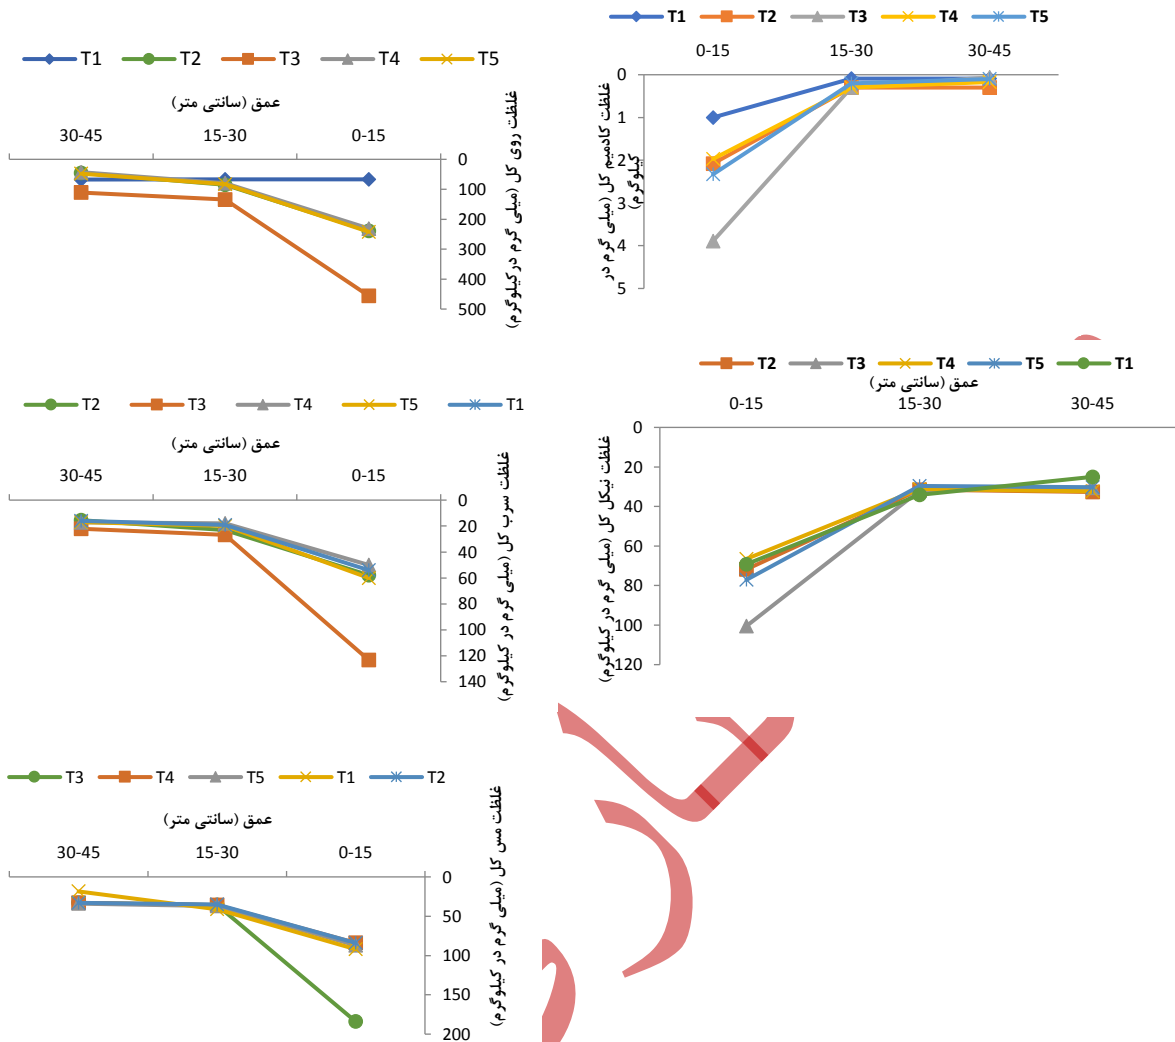 T1 T2 T3 T4 T5
عمق (سانتی متر)
30-45 15-30 0-15
0
100
200
300
400
500
غلظت روی کل (میلی گرم درکیلوگرم)
T1 T2 T3 T4 T5
0-15 15-30 30-45
0
1
2
3
4
5
غلظت کادمیم کل (میلی گرم در
کیلوگرم)
T2 T3 T4 T5 T1
عمق (سانتی متر)
30-45 15-30 0-15
0
20
40
60
80
100
120
140
غلظت سرب کل (میلی گرم در کیلوگرم)
T2 T3 T4 T5 T1
عمق (سانتی متر)
0-15 15-30 30-45
0
20
40
60
80
100
120
غلظت نیکل کل (میلی گرم در کیلوگرم)
T3 T4 T5 T1 T2
عمق (سانتی متر)
30-45 15-30 0-15
0
50
100
150
200
غلظت مس کل (میلی گرم در کیلوگرم)